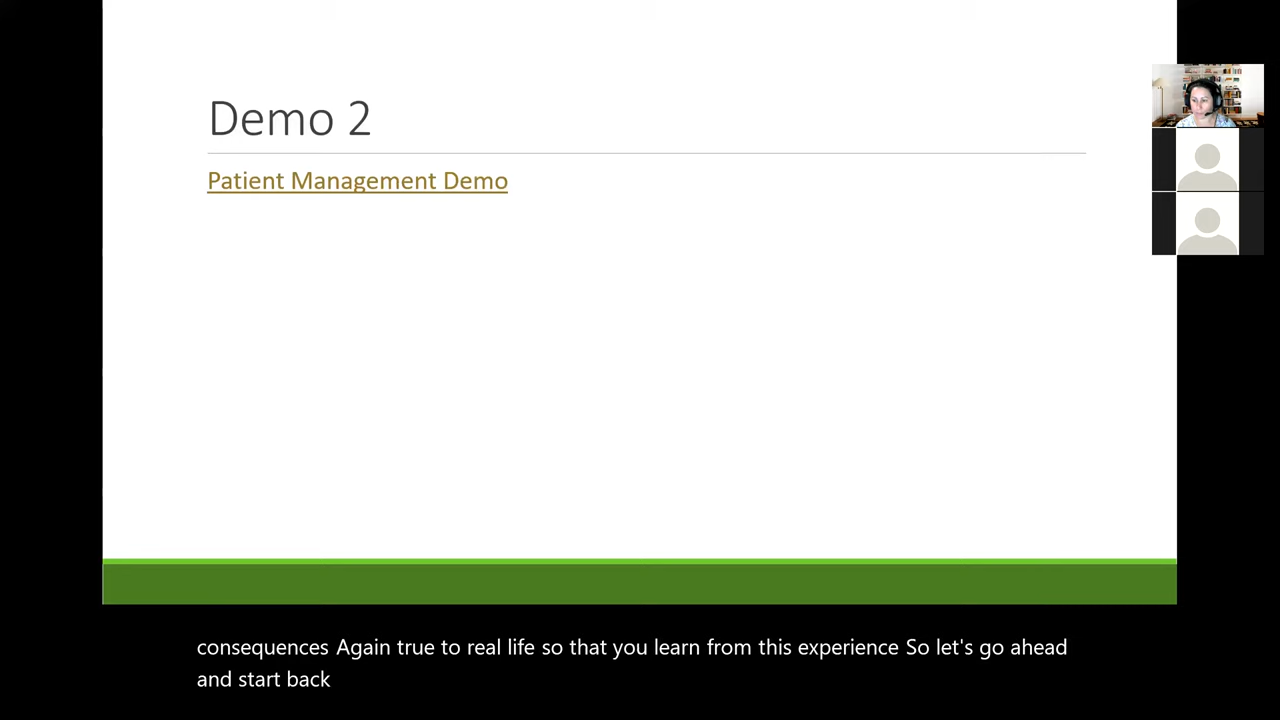 Demo 2
Patient Management Demo
consequences Again true to real life so that you learn from this experience So let's go ahead
and start back